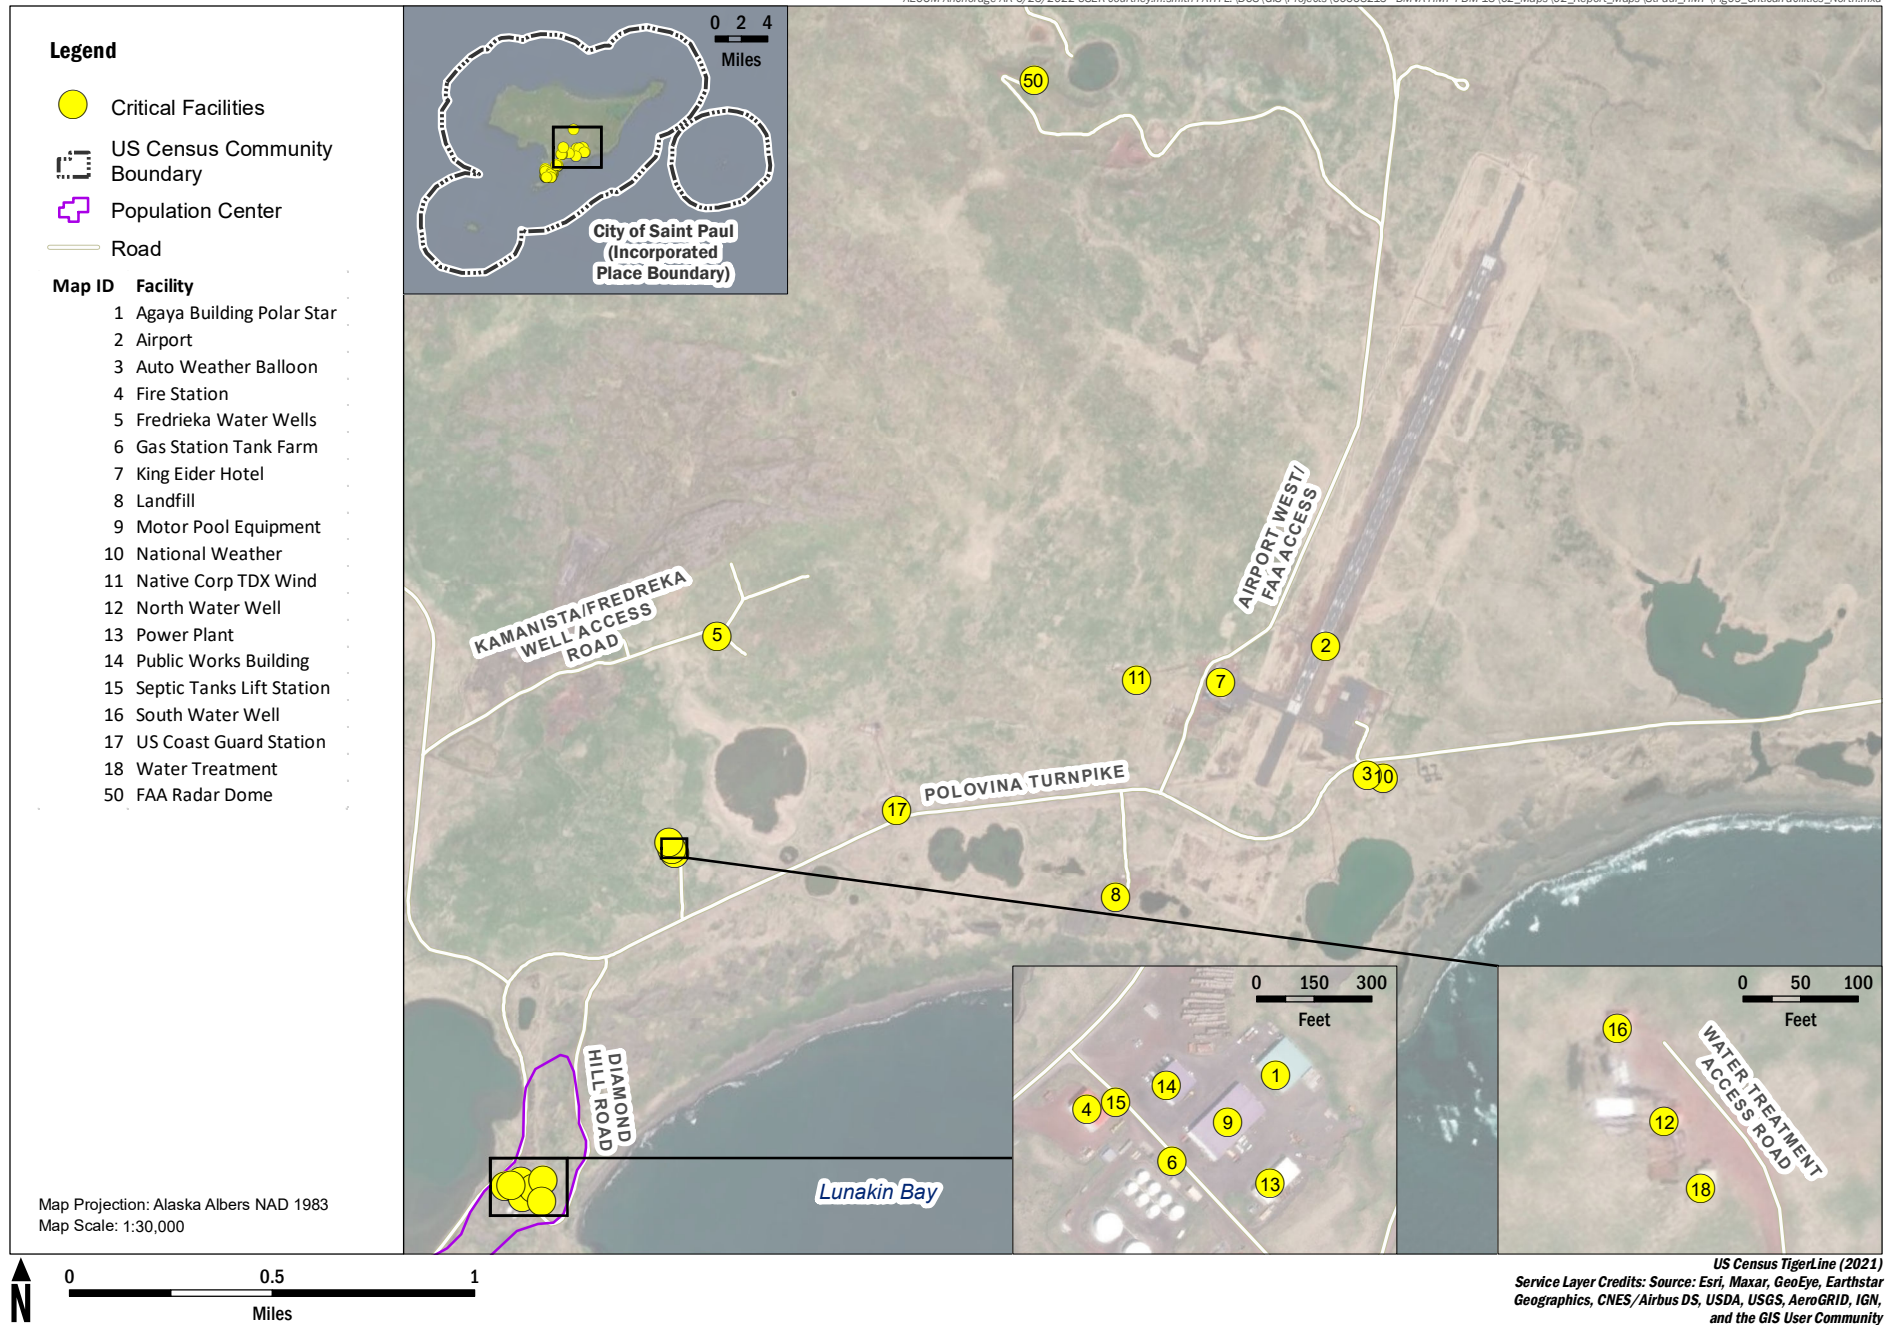 Legend
Critical Facilities
US Census Community
Boundary
Population Center
Road
Map ID Facility
1 Agaya Building Polar Star
2 Airport
3 Auto Weather Balloon
4 Fire Station
5 Fredrieka Water Wells
6 Gas Station Tank Farm
7 King Eider Hotel
8 Landfill
9 Motor Pool Equipment
10 National Weather
11 Native Corp TDX Wind
12 North Water Well
13 Power Plant
14 Public Works Building
15 Septic Tanks Lift Station
16 South Water Well
17 US Coast Guard Station
18 Water Treatment
50 FAA Radar Dome
Map Projection: Alaska Albers NAD 1983
Map Scale: 1:30,000
0 2 4
Miles
City of Saint Paul
(Incorporated
Place Boundary)
50
AIRPORT WEST/
FAA ACCESS
KAMANISTA/FREDREKA
WELL ACCESS
ROAD
5
2
11
7
POLOVINA TURNPIKE
3
10
17
8
DIAMOND
HILL ROAD
Lunakin Bay
0 150 300
Feet
1
14
15
4
9
6
13
0 50 100
Feet
16
WATER TREATMENT
ACCESS ROAD
12
18
N
0 0.5 1
Miles
US Census TigerLine (2021)
Service Layer Credits: Source: Esri, Maxar, GeoEye, Earthstar
Geographics, CNES/Airbus DS, USDA, USGS, AeroGRID, IGN,
and the GIS User Community